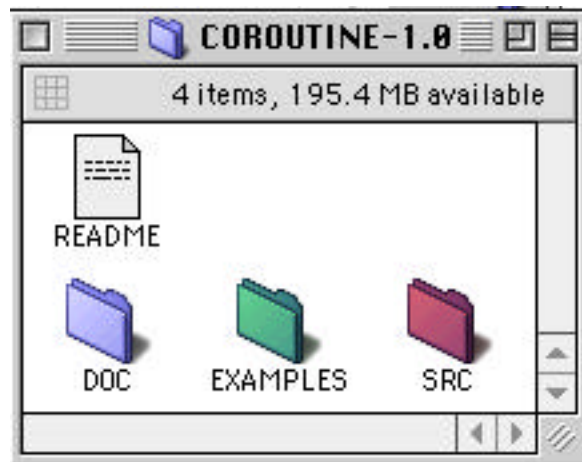 COROUTINE-1.0
4 items, 195.4 MB available
README
DOC EXAMPLES SRC